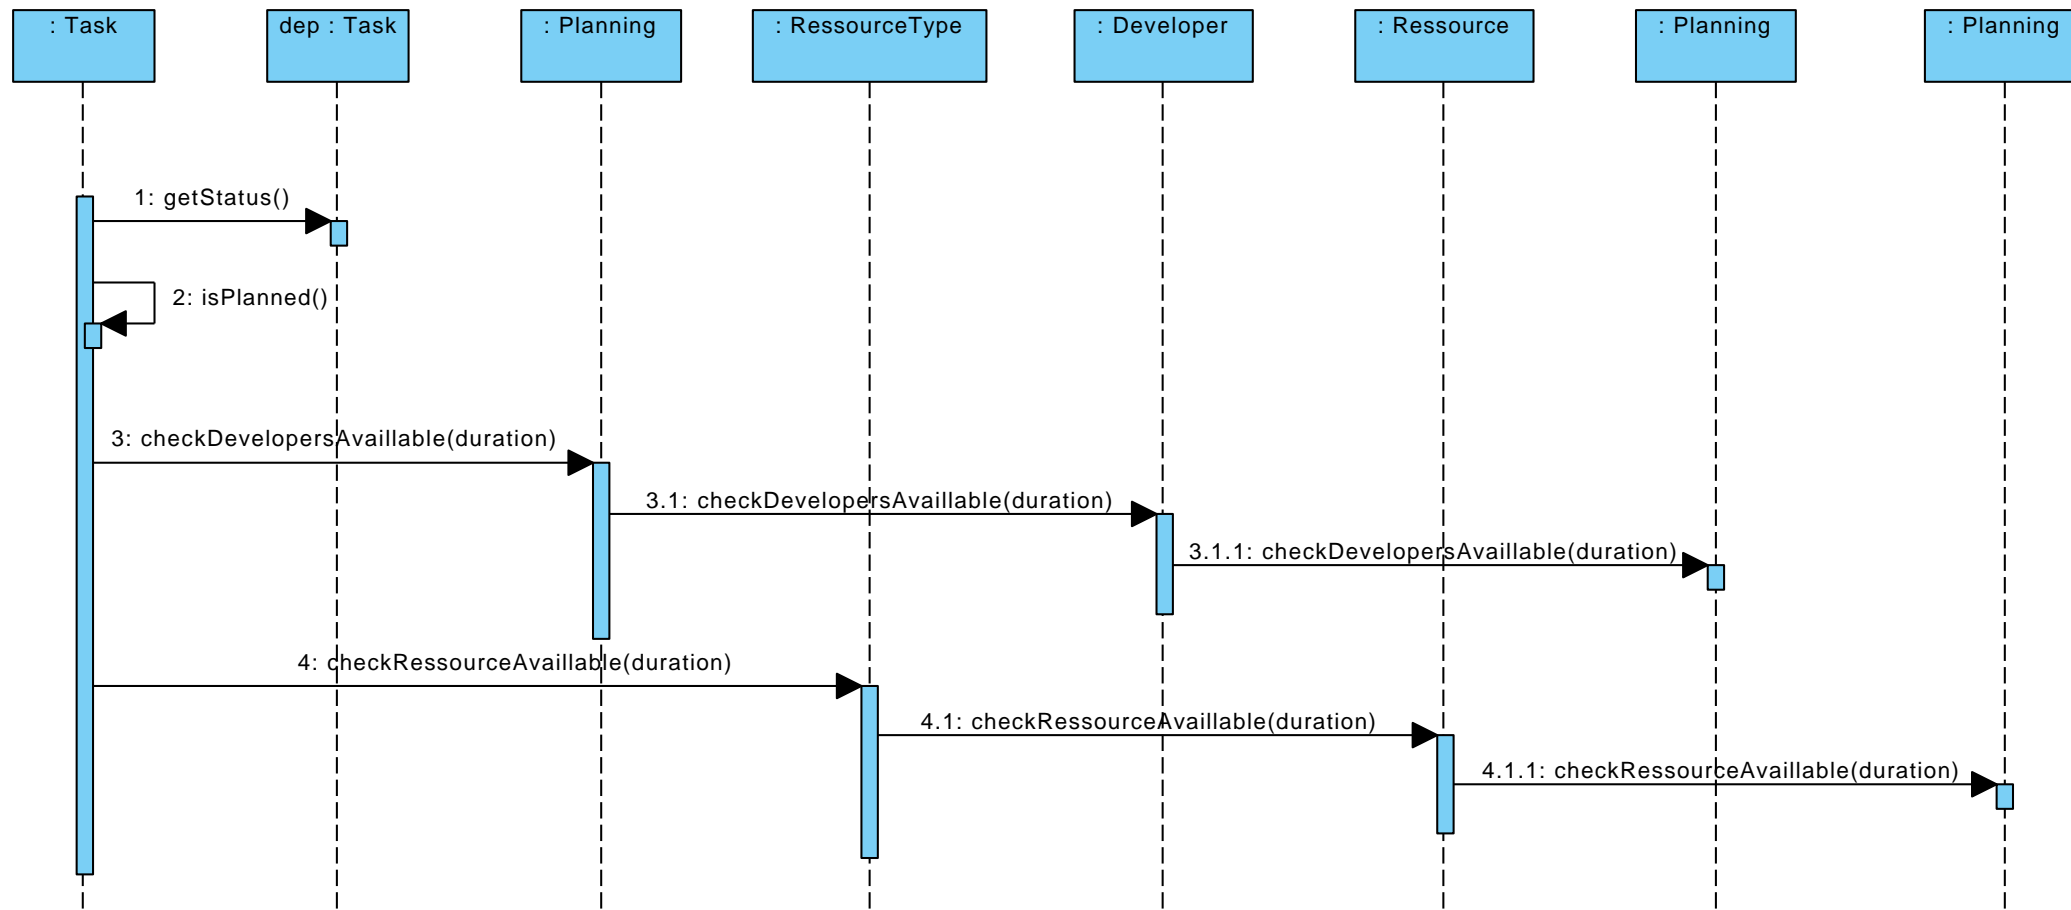 : Task
dep : Task
: Planning
: RessourceType
: Developer
: Ressource
: Planning
: Planning
1: getStatus()
2: isPlanned()
3: checkDevelopersAvaillable(duration)
3.1: checkDevelopersAvaillable(duration)
3.1.1: checkDevelopersAvaillable(duration)
4: checkRessourceAvaillable(duration)
4.1: checkRessourceAvaillable(duration)
4.1.1: checkRessourceAvaillable(duration)